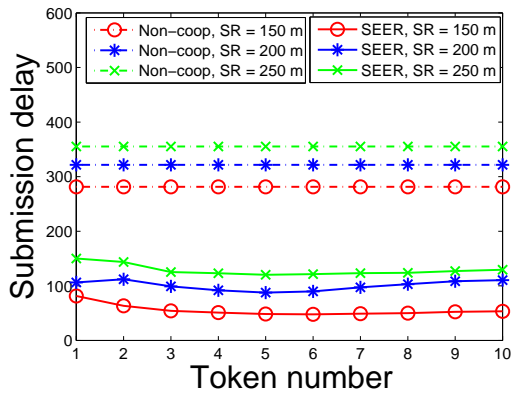 600
500
400
300
200
100
0
Submission delay
Non-coop, SR = 150 m
Non-coop, SR = 200 m
Non-coop, SR = 250 m
SEER, SR = 150 m
SEER, SR = 200 m
SEER, SR = 250 m
1 2 3 4 5 6 7 8 9 10
Token number